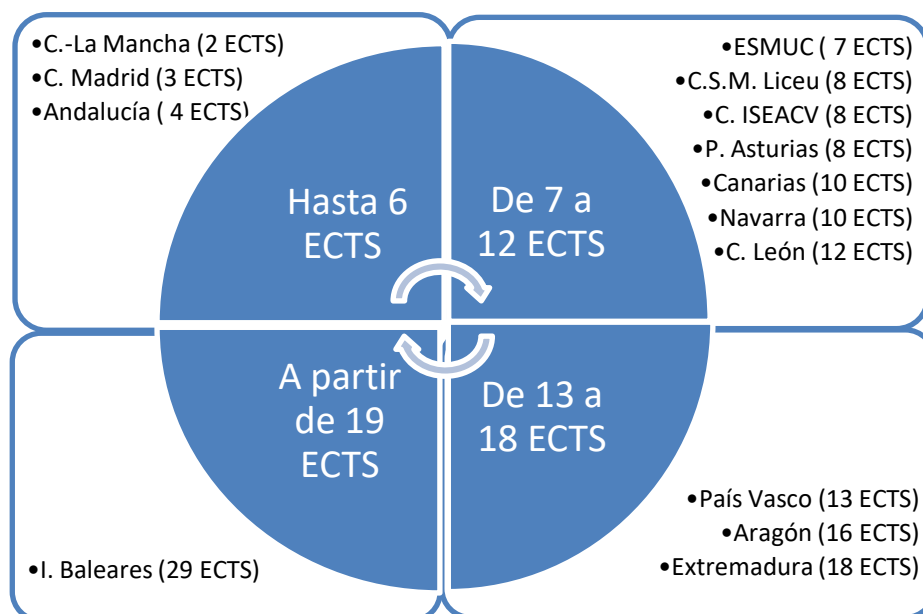 •C.-La Mancha (2 ECTS)
•C. Madrid (3 ECTS)
•Andalucía ( 4 ECTS)
Hasta 6
ECTS
•ESMUC ( 7 ECTS)
•C.S.M. Liceu (8 ECTS)
•C. ISEACV (8 ECTS)
•P. Asturias (8 ECTS)
•Canarias (10 ECTS)
•Navarra (10 ECTS)
•C. León (12 ECTS)
De 7 a
12 ECTS
A partir
de 19
ECTS
•I. Baleares (29 ECTS)
De 13 a
18 ECTS
•País Vasco (13 ECTS)
•Aragón (16 ECTS)
•Extremadura (18 ECTS)